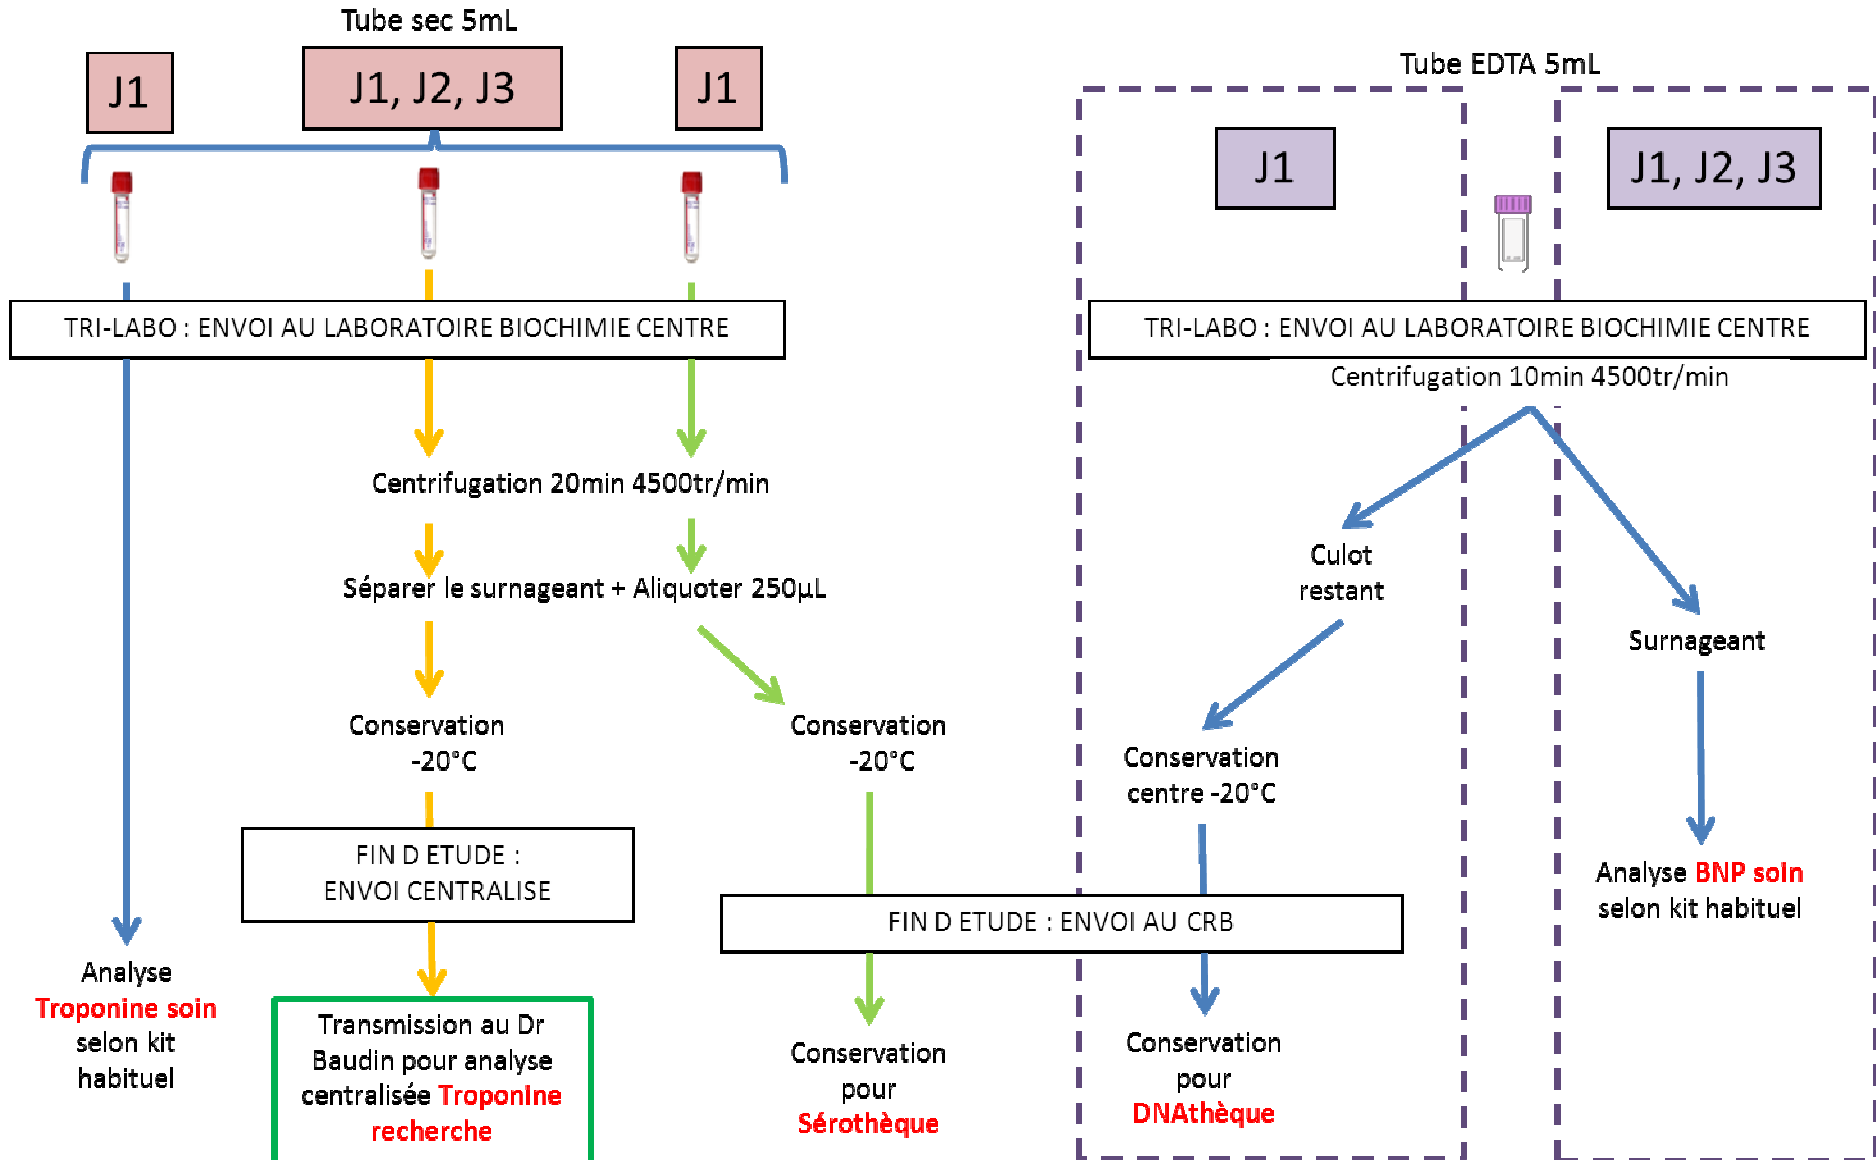 Tube sec 5mL
J1
J1, J2, J3
J1
TRI-LABO : ENVOI AU LABORATOIRE BIOCHIMIE CENTRE
Centrifugation 20min 4500tr/min
Séparer le surnageant + Aliquoter 250µL
Conservation
-20°C
Conservation
-20°C
FIN D ETUDE :
ENVOI CENTRALISE
Analyse
Troponine soin
selon kit
habituel
Transmission au Dr
Baudin pour analyse
centralisée Troponine
recherche
Tube EDTA 5mL
J1
J1, J2, J3
TRI-LABO : ENVOI AU LABORATOIRE BIOCHIMIE CENTRE
Centrifugation 10min 4500tr/min
Culot
restant
Surnageant
Conservation
centre -20°C
Analyse BNP soin
selon kit habituel
FIN D ETUDE : ENVOI AU CRB
Conservation
pour
Sérothèque
Conservation
pour
DNAthèque